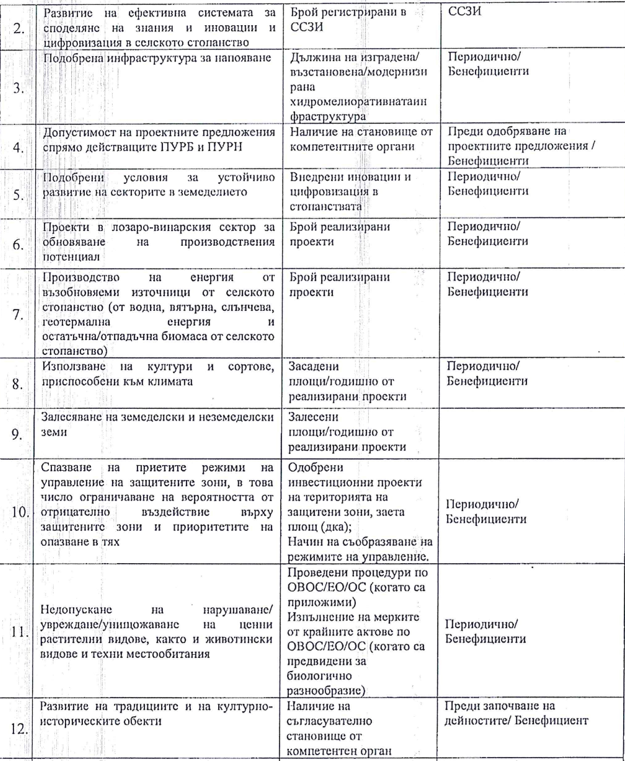 2.
Развитие на ефективна системата за
споделяне на знания и иновации и
цифровизация в селското стопанство
Брой регистрирани в
ССЗИ
ССЗИ
3.
Подобрена инфраструктура за напояване
Дължина на изградена/
възстановена/модернизи
рана
хидромелиоративнатаин
фраструктура
Периодично/
Бенефициенти
4.
Допустимост на проектните предложения
спрямо действащите ПУРБ и ПУРН
Наличие на становище от
компетентните органи
Преди одобряване на
проектните предложения /
Бенефициенти
5.
Подобрени условия за устойчиво
развитие на секторите в земеделието
Внедрени иновации и
цифровизация в
стопанствата
Периодично/
Бенефициенти
6.
Проекти в лозаро-винарския сектор за
обновяване на производствения
потенциал
Брой реализирани
проекти
Периодично/
Бенефициенти
7.
Производство на енергия от
възобновяеми източници от селското
стопанство (от водна, вятърна, слънчева,
геотермална енергия и
остатъчна/отпадъчна биомаса от селското
стопанство)
Брой реализирани
проекти
Периодично/
Бенефициенти
8.
Използване на култури и сортове,
приспособени към климата
Засадени
площи/годишно от
реализирани проекти
Периодично/
Бенефициенти
9.
Залесяване на земеделски и неземеделски
земи
Залесени
площи/годишно от
реализирани проекти
10.
Спазване на приетите режими на
управление на защитените зони, в това
число ограничаване на вероятността от
отрицателно въздействие върху
защитените зони и приоритетите на
опазване в тях
Одобрени
инвестиционни проекти
на територията на
защитени зони, заета
площ (дка);
Начин на съобразяване на
режимите на управление.
Периодично/
Бенефициенти
11.
Недопускане на нарушаване/
увреждане/унищожаване на ценни
растителни видове, както и животински
видове и техни местообитания
Проведени процедури по
ОВОС/ЕО/ОС (когато са
приложими)
Изпълнение на мерките
от крайните актове по
ОВОС/ЕО/ОС (когато са
предвидени за
биологично
разнообразие)
Периодично/
Бенефициенти
12.
Развитие на традициите и на културно-
историческите обекти
Наличие на
съгласувателно
становище от
компетентен орган
Преди започване на
дейностите/ Бенефициент